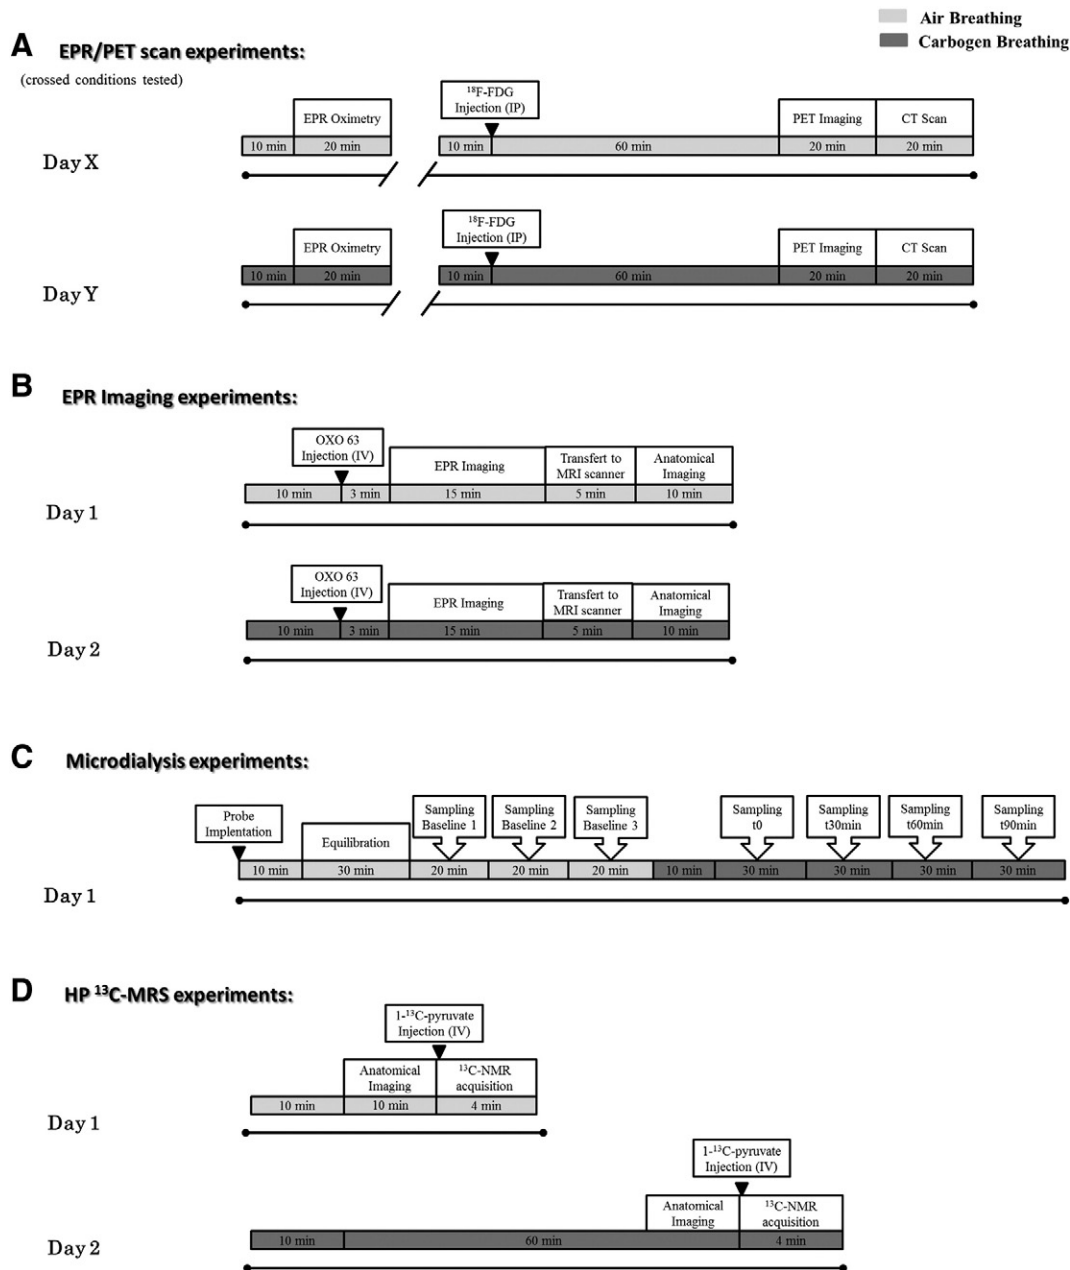 Air Breathing
Carbogen Breathing
A EPR/PET scan experiments:
(crossed conditions tested)
¹⁸F-FDG
Injection (IP)
EPR Oximetry
PET Imaging
CT Scan
10 min 20 min 10 min 60 min 20 min 20 min
Day X
¹⁸F-FDG
Injection (IP)
EPR Oximetry
PET Imaging
CT Scan
10 min 20 min 10 min 60 min 20 min 20 min
Day Y
B EPR Imaging experiments:
OXO 63
Injection (IV)
EPR Imaging
Transfert to
MRI scanner
Anatomical
Imaging
10 min 3 min 15 min 5 min 10 min
Day 1
OXO 63
Injection (IV)
EPR Imaging
Transfert to
MRI scanner
Anatomical
Imaging
10 min 3 min 15 min 5 min 10 min
Day 2
C Microdialysis experiments:
Probe
Implentation
Equilibration
Sampling
Baseline 1
Sampling
Baseline 2
Sampling
Baseline 3
Sampling
t0
Sampling
t30min
Sampling
t60min
Sampling
t90min
10 min 30 min 20 min 20 min 20 min 10 min 30 min 30 min 30 min 30 min
Day 1
D HP ¹³C-MRS experiments:
1-¹³C-pyruvate
Injection (IV)
Anatomical
Imaging
¹³C-NMR
acquisition
10 min 10 min 4 min
Day 1
1-¹³C-pyruvate
Injection (IV)
Anatomical
Imaging
¹³C-NMR
acquisition
10 min 60 min 4 min
Day 2